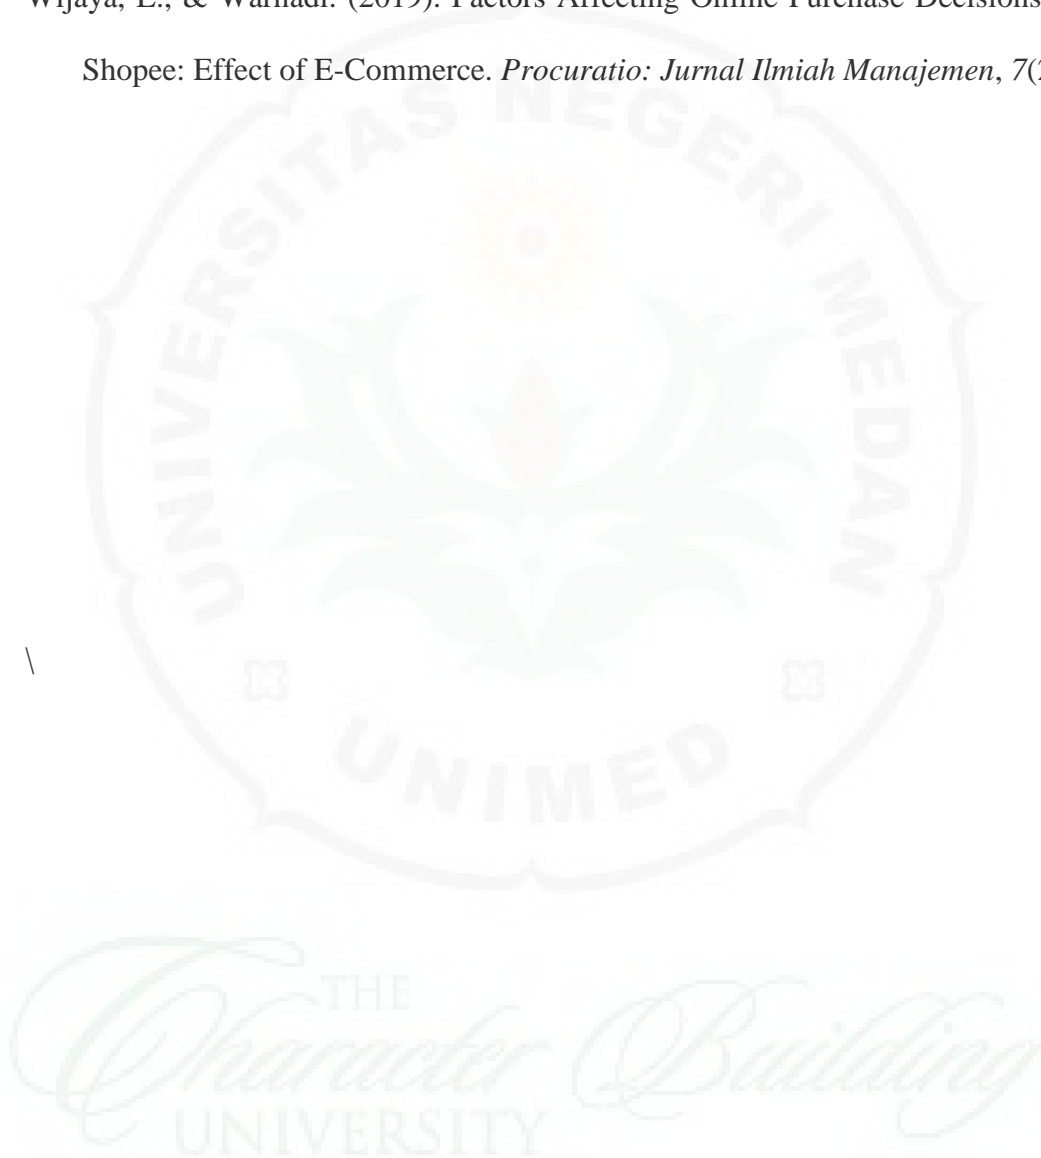 Wijaya, E., & Warnadi. (2019). Factors Affecting Online Purchase Decisions
Shopee: Effect of E-Commerce. Procuratio: Jurnal Ilmiah Manajemen, 7(
UNIVERSITAS NEGERI MEDAN
\
UNIMED
THE
Character Building
UNIVERSITY